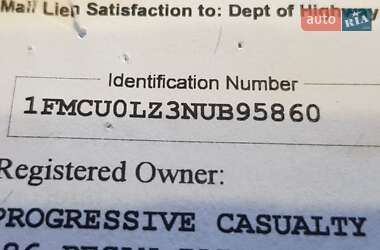 Mail Lien Satisfaction to: Dept of Highway
auto RIA
Identification Number
1FMCU0LZ3NUB95860
Registered Owner:
PROGRESSIVE CASUALTY